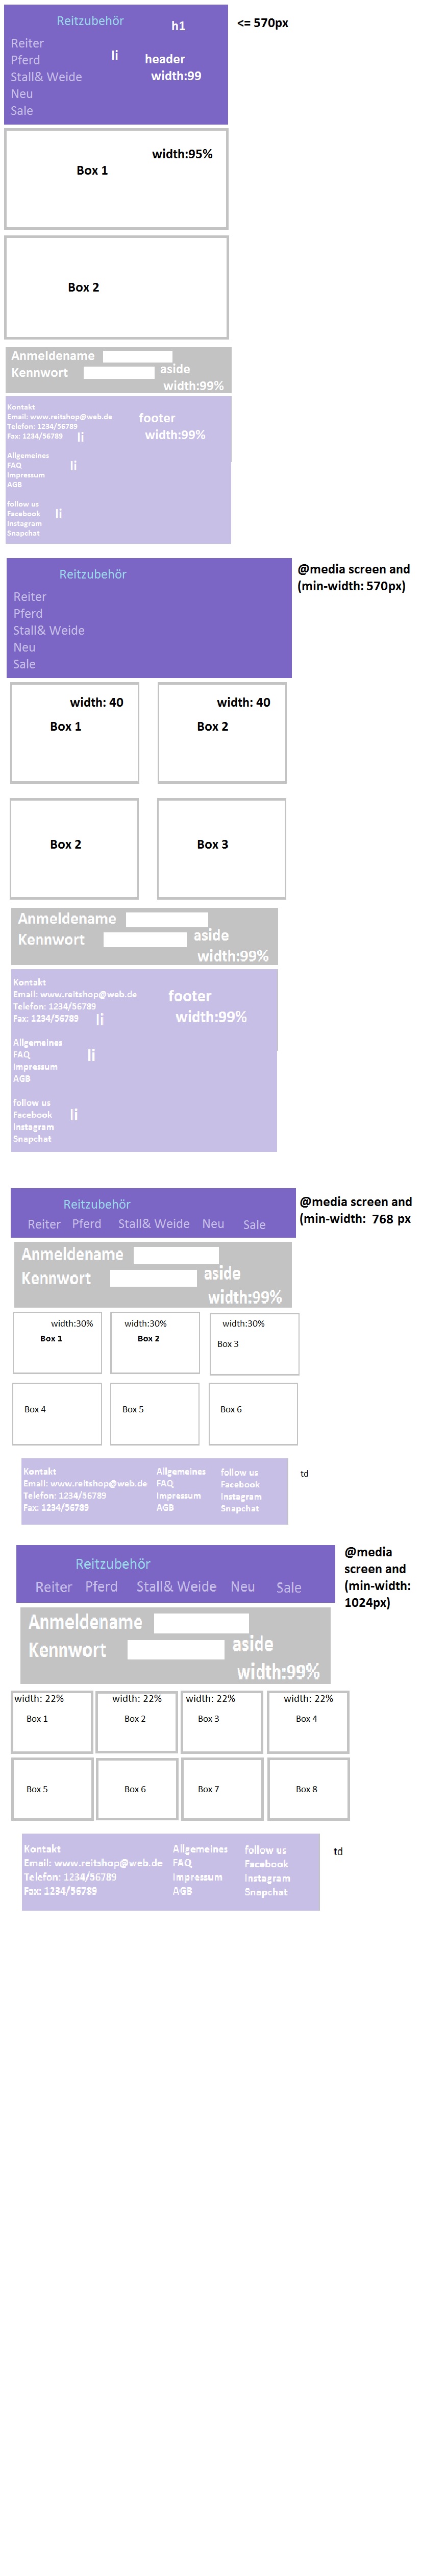 Reitzubehör
h1
<= 570px
Reiter
Pferd
li
header
Stall& Weide
width:99
Neu
Sale
width:95%
Box 1
Box 2
Anmeldename
Kennwort
aside
width:99%
Kontakt
Email: www.reitshop@web.de
Telefon: 1234/56789
Fax: 1234/56789
li
footer
width:99%
Allgemeines
FAQ
li
Impressum
AGB
follow us
Facebook
li
Instagram
Snapchat
Reitzubehör
@media screen and
(min-width: 570px)
Reiter
Pferd
Stall& Weide
Neu
Sale
width: 40
width: 40
Box 1
Box 2
Box 2
Box 3
Anmeldename
Kennwort
aside
width:99%
Kontakt
Email: www.reitshop@web.de
Telefon: 1234/56789
Fax: 1234/56789
li
footer
width:99%
Allgemeines
FAQ
li
Impressum
AGB
follow us
Facebook
li
Instagram
Snapchat
Reitzubehör
@media screen and
(min-width: 768 px
Reiter Pferd Stall& Weide Neu Sale
Anmeldename
Kennwort
aside
width:99%
width:30% width:30% width:30%
Box 1 Box 2 Box 3
Box 4 Box 5 Box 6
Kontakt Allgemeines follow us
td
Email: www.reitshop@web.de FAQ Facebook
Telefon: 1234/56789 Impressum Instagram
Fax: 1234/56789 AGB Snapchat
Reitzubehör
@media
screen and
(min-width:
1024px)
Reiter Pferd Stall& Weide Neu Sale
Anmeldename
Kennwort
aside
width:99%
width: 22% width: 22% width: 22% width: 22%
Box 1 Box 2 Box 3 Box 4
Box 5 Box 6 Box 7 Box 8
Kontakt Allgemeines follow us
td
Email: www.reitshop@web.de FAQ Facebook
Telefon: 1234/56789 Impressum Instagram
Fax: 1234/56789 AGB Snapchat